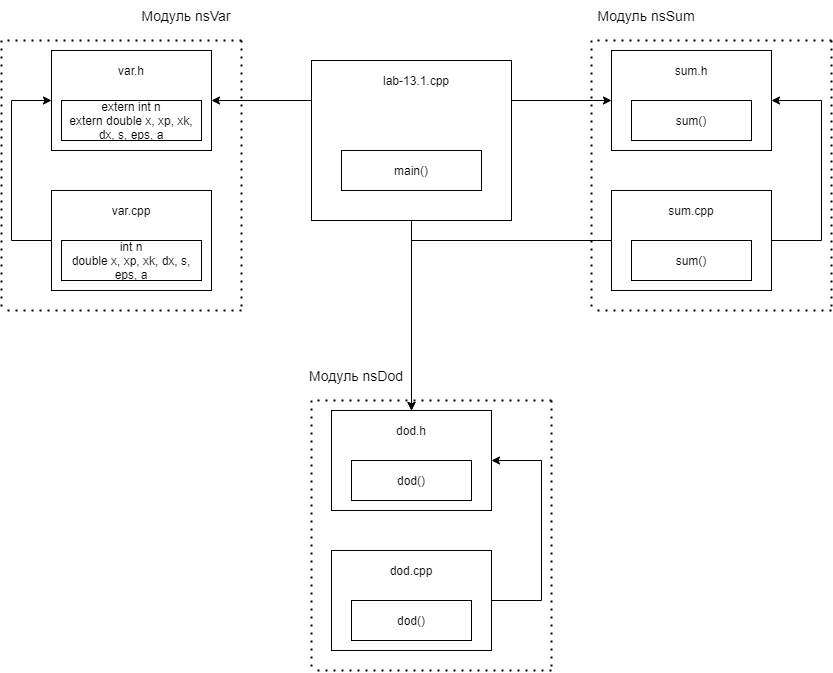 Модуль nsVar
Модуль nsSum
var.h
extern int n
extern double x, xp, xk,
dx, s, eps, a
var.cpp
int n
double x, xp, xk, dx, s,
eps, a
lab-13.1.cpp
main()
sum.h
sum()
sum.cpp
sum()
Модуль nsDod
dod.h
dod()
dod.cpp
dod()